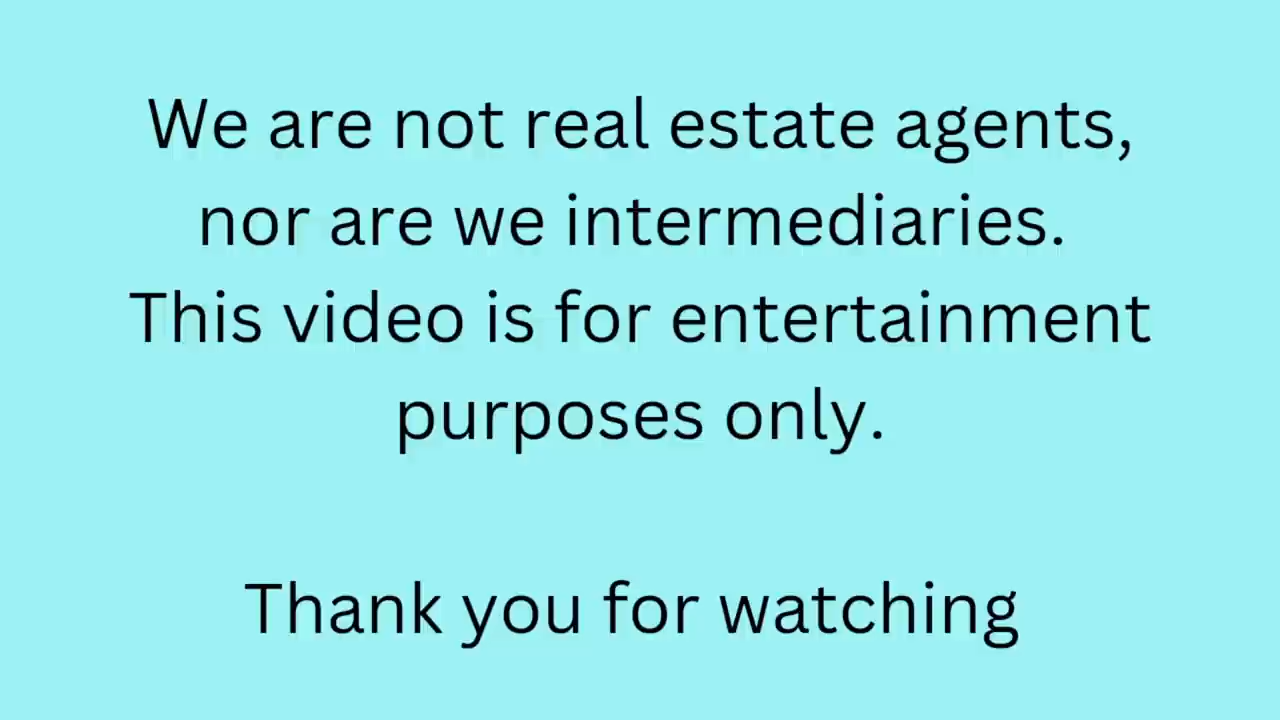 We are not real estate agents,
nor are we intermediaries.
This video is for entertainment
purposes only.
Thank you for watching